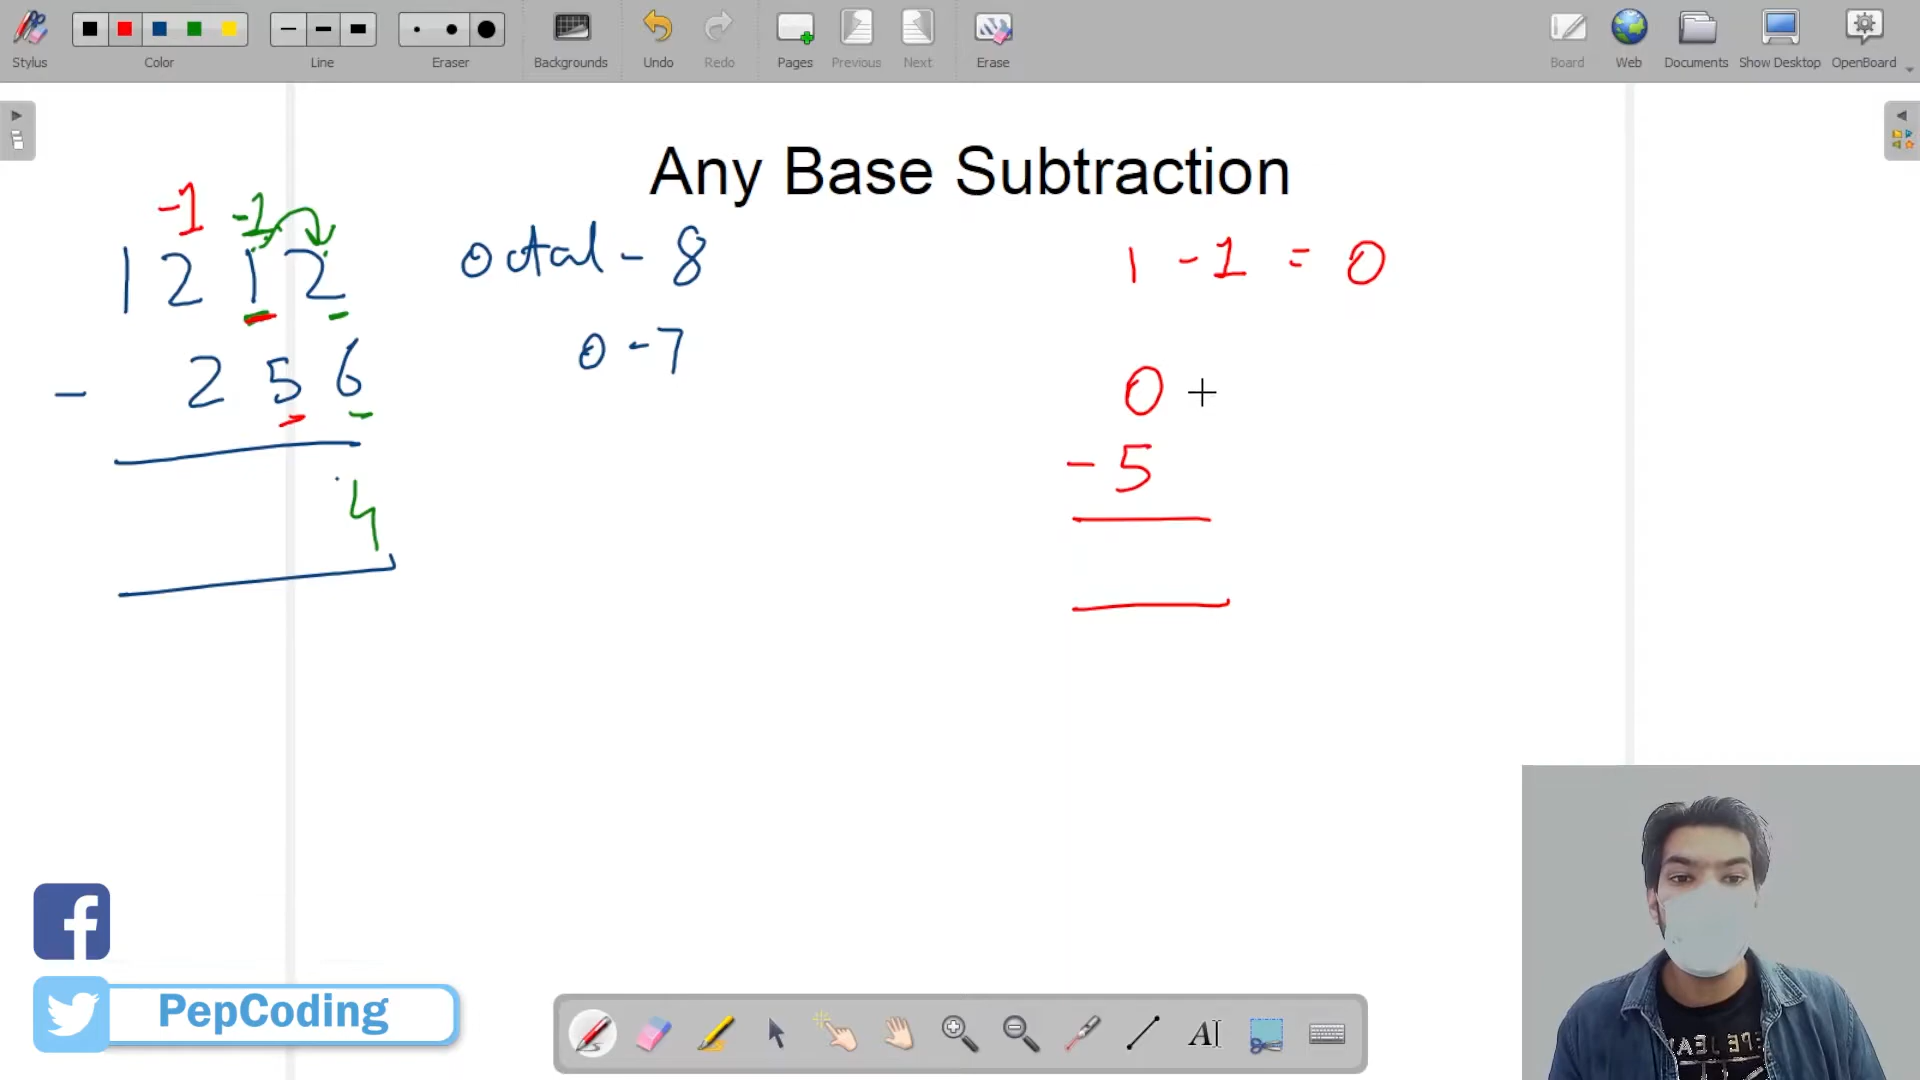 Stylus Color Line Eraser Backgrounds Undo Redo Pages Previous Next Erase Board Web Documents Show Desktop OpenBoard
Any Base Subtraction
-1 -1
1 2 1 2
- 2 5 6
4
octal - 8
0 - 7
1 - 1 = 0
0
- 5
f
PepCoding
AI